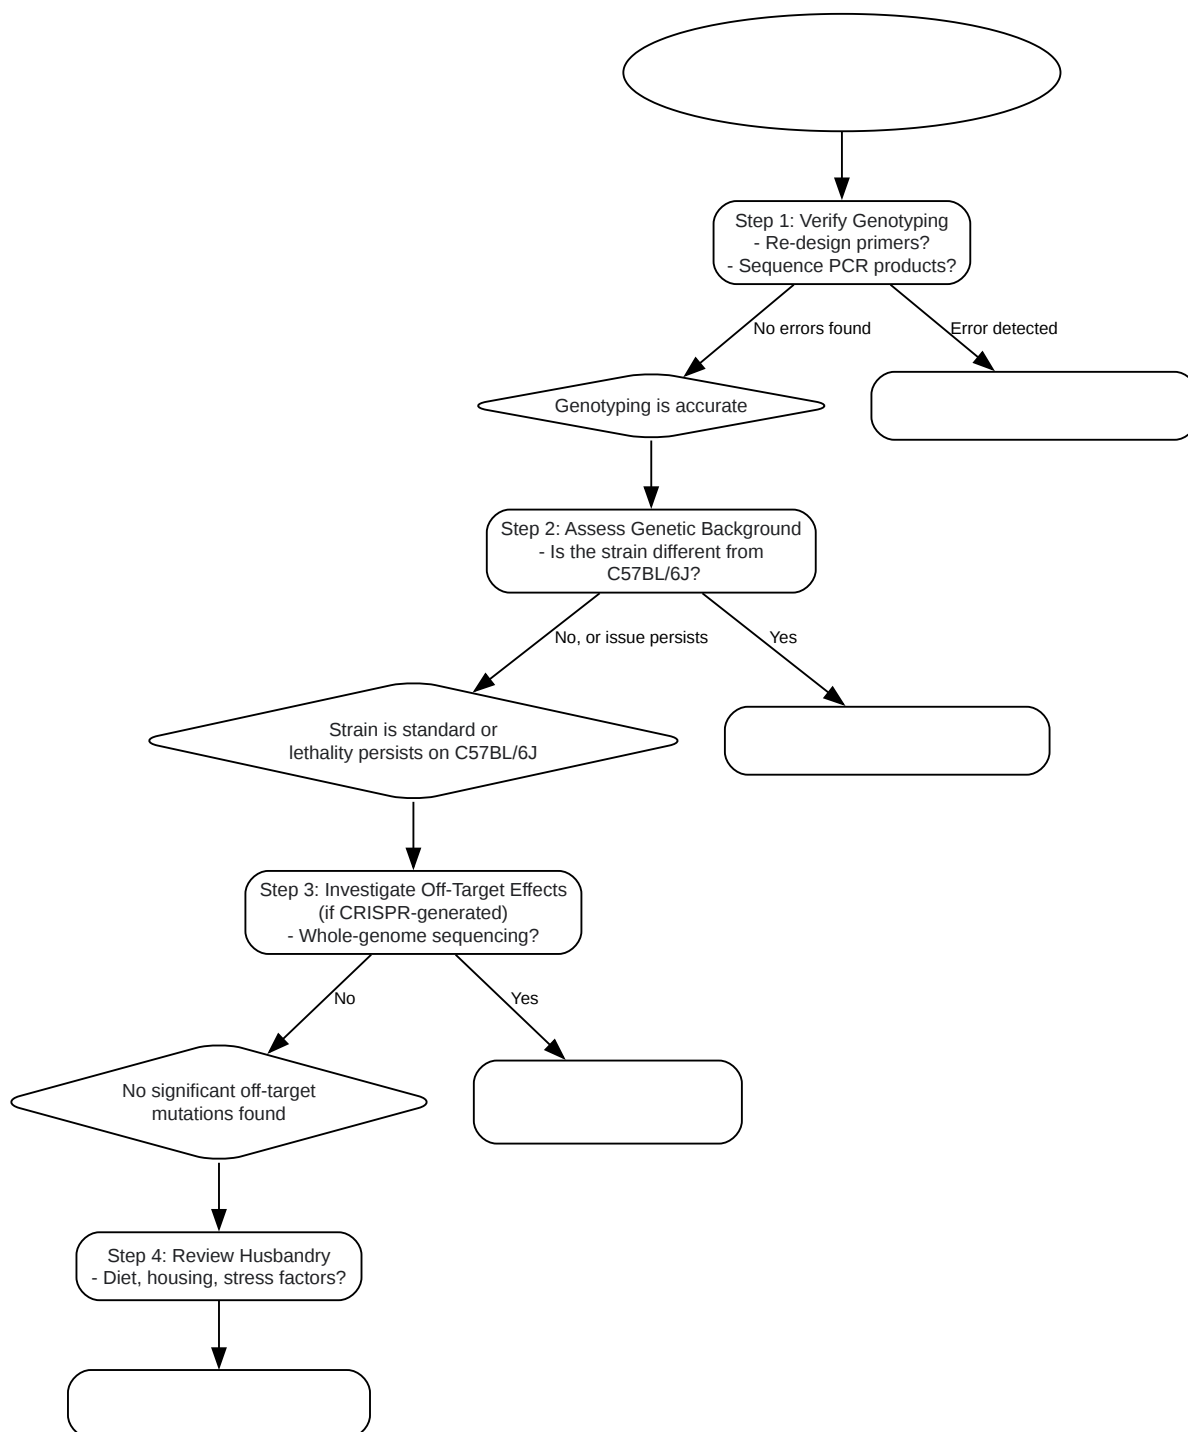 Step 1: Verify Genotyping
- Re-design primers?
- Sequence PCR products?
No errors found
Error detected
Genotyping is accurate
Step 2: Assess Genetic Background
- Is the strain different from
C57BL/6J?
No, or issue persists
Yes
Strain is standard or
lethality persists on C57BL/6J
Step 3: Investigate Off-Target Effects
(if CRISPR-generated)
- Whole-genome sequencing?
No
Yes
No significant off-target
mutations found
Step 4: Review Husbandry
- Diet, housing, stress factors?